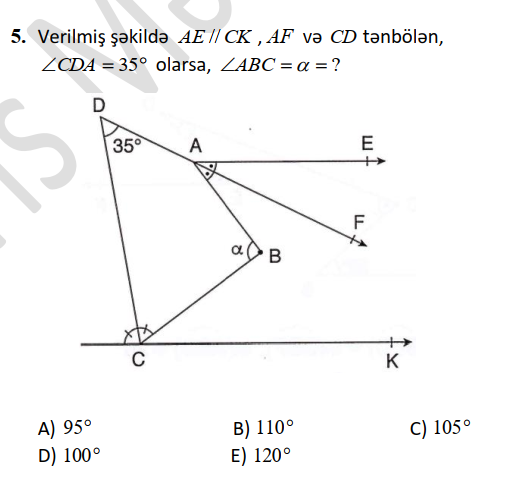 5. Verilmiş şəkildə AE // CK , AF və CD tənbölən,
∠CDA = 35° olarsa, ∠ABC = α = ?
D
35°
A
E
F
α
B
C
K
A) 95°
B) 110°
C) 105°
D) 100°
E) 120°